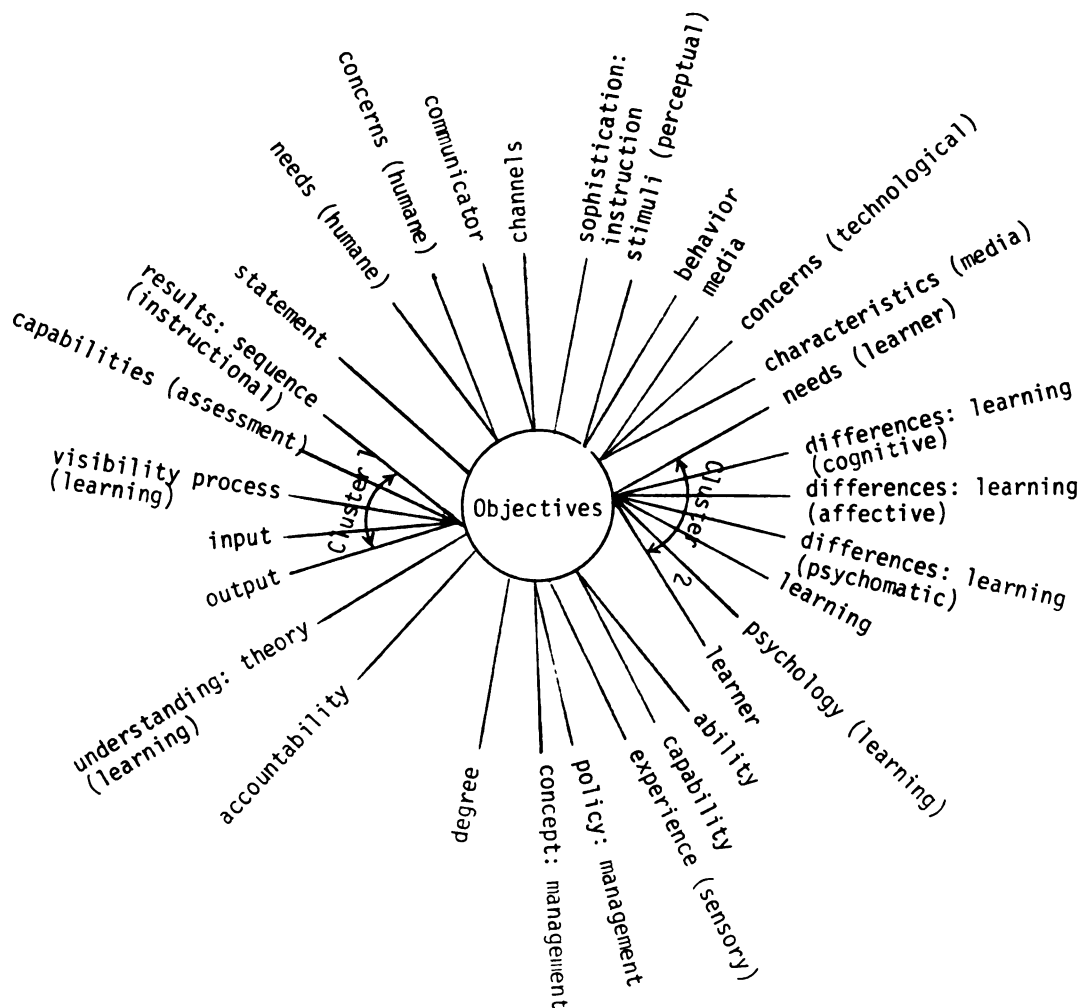 concerns (humane)
communicator
channels
sophistication:
instruction
stimuli (perceptual)
behavior
media
concerns (technological)
characteristics (media)
needs (learner)
differences: learning
(cognitive)
differences: learning
(affective)
differences: learning
(psychomatic)
learning
psychology (learning)
learner
ability
capability
experience (sensory)
policy: management
concept: management
degree
accountability
understanding: theory
(learning)
output
input
visibility process
(learning)
capabilities (assessment)
results: sequence
(instructional)
statement
needs (humane)
Cluster 1
Objectives
Cluster 2